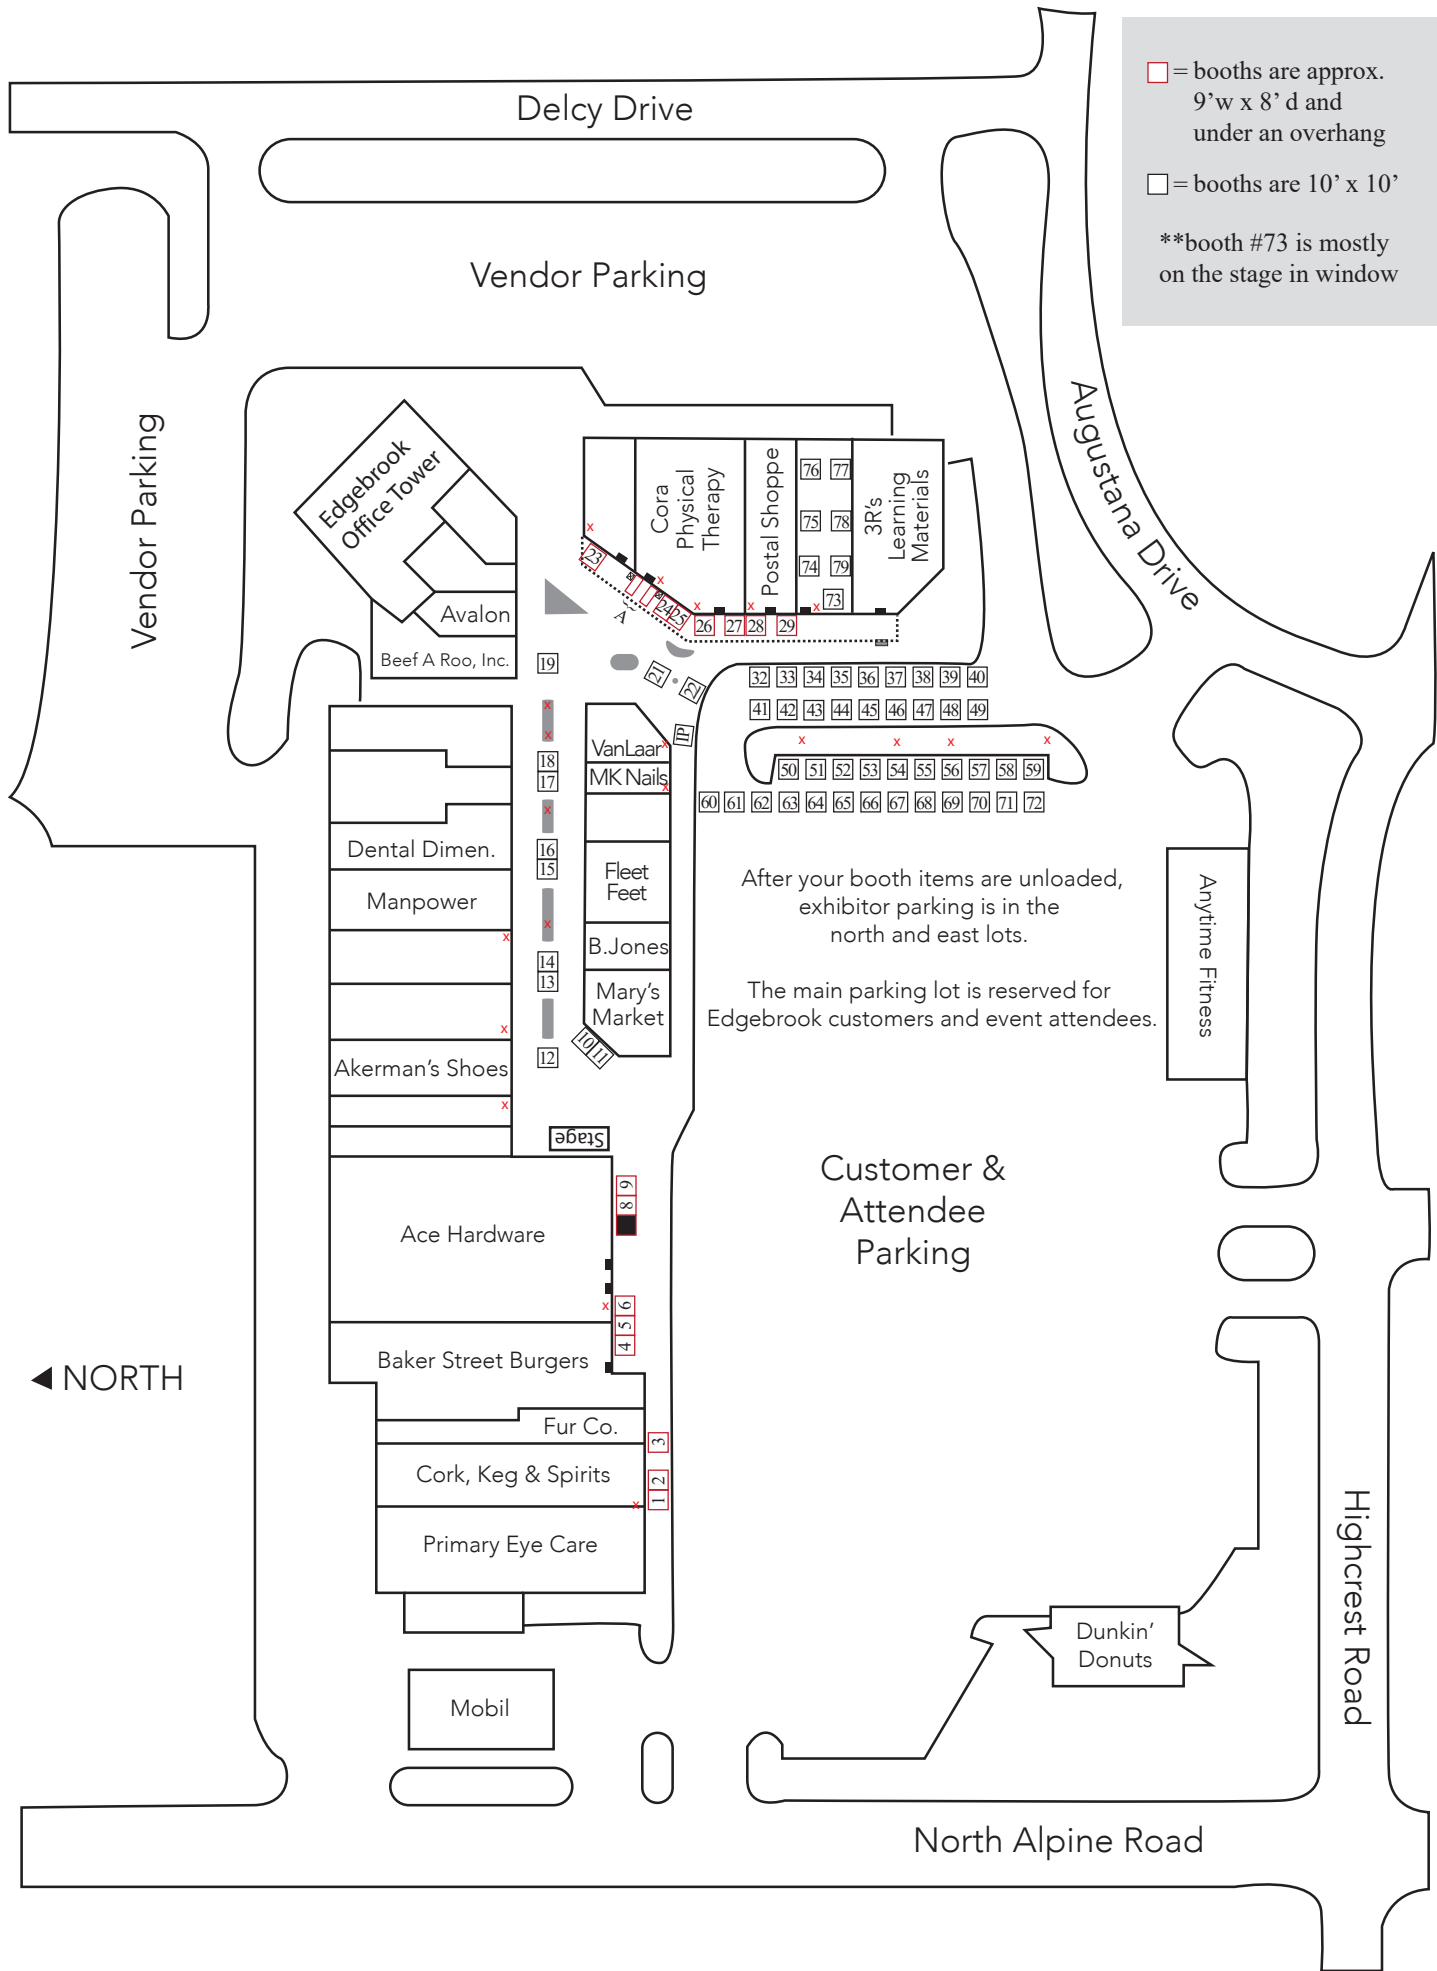 = booths are approx.
9’w x 8’ d and
under an overhang
= booths are 10’ x 10’
**booth #73 is mostly
on the stage in window
Delcy Drive
Vendor Parking
Vendor Parking
Augustana Drive
Edgebrook
Office Tower
Avalon
Beef A Roo, Inc.
Cora
Physical
Therapy
Postal Shoppe
3R's
Learning
Materials
76 77
75 78
74 79
73
x
x
x
x
x
23
A
24 25
26 27 28 29
19
21
22
IP
32 33 34 35 36 37 38 39 40
41 42 43 44 45 46 47 48 49
x x x x
50 51 52 53 54 55 56 57 58 59
60 61 62 63 64 65 66 67 68 69 70 71 72
x
x
18
17
x
16
15
x
14
13
12
VanLaar
x
MK Nails
x
Fleet
Feet
B.Jones
Mary’s
Market
10 11
Dental Dimen.
Manpower
x
x
Akerman’s Shoes
x
Stage
After your booth items are unloaded,
exhibitor parking is in the
north and east lots.
The main parking lot is reserved for
Edgebrook customers and event attendees.
Anytime Fitness
Customer &
Attendee
Parking
Ace Hardware
9
8
x
6
5
4
Baker Street Burgers
NORTH
Fur Co.
3
Cork, Keg & Spirits
2
x
1
Primary Eye Care
Highcrest Road
Dunkin’
Donuts
Mobil
North Alpine Road